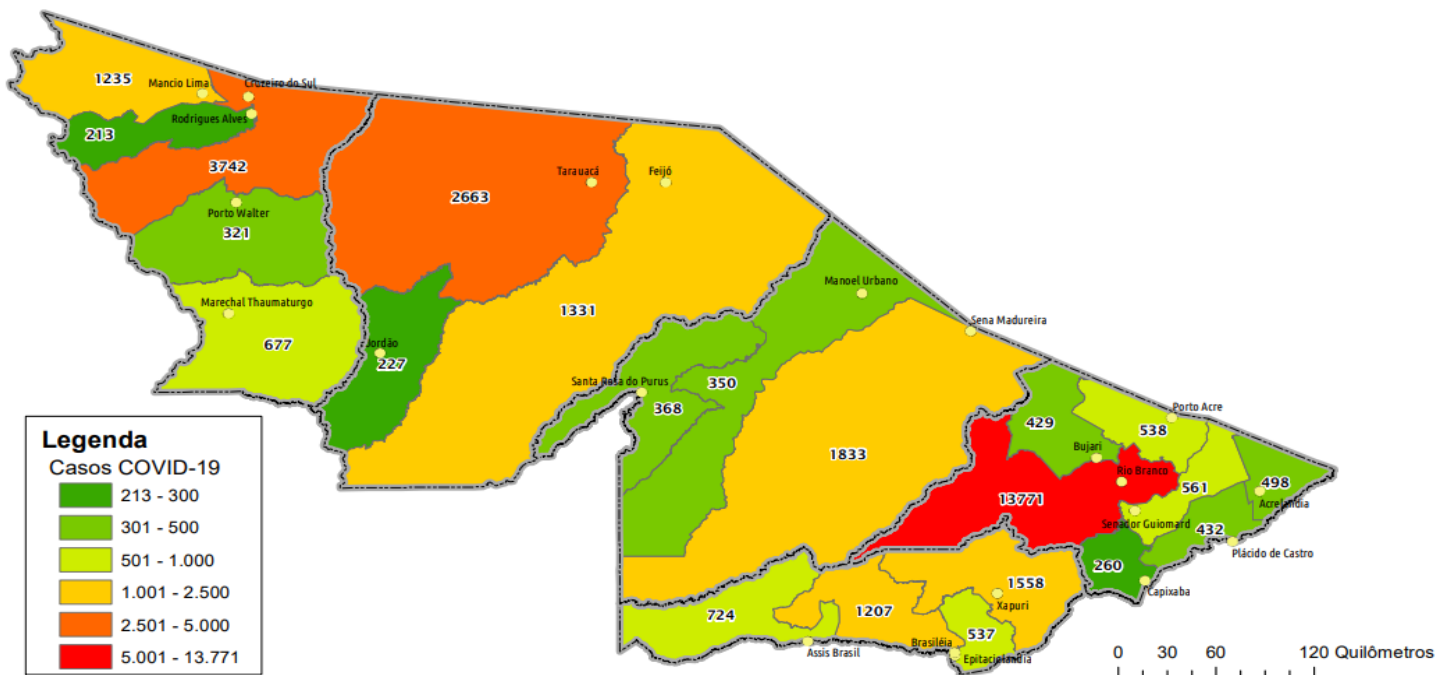 1235
Mancio Lima
Cruzeiro do Sul
Rodrigues Alves
213
3742
Tarauacá
Feijó
2663
Porto Walter
321
Manoel Urbano
Marechal Thaumaturgo
1331
Sena Madureira
677
Jordão
227
Santa Rosa do Purus
350
368
Porto Acre
429
538
Bujari
1833
Rio Branco
561
498
13771
Acrelandia
Senador Guiomard
432
Plácido de Castro
260
Capixaba
1558
Xapuri
724
1207
537
Brasiléia
Assis Brasil
Epitaciolandia
Legenda
Casos COVID-19
213 - 300
301 - 500
501 - 1.000
1.001 - 2.500
2.501 - 5.000
5.001 - 13.771
0 30 60 120 Quilômetros